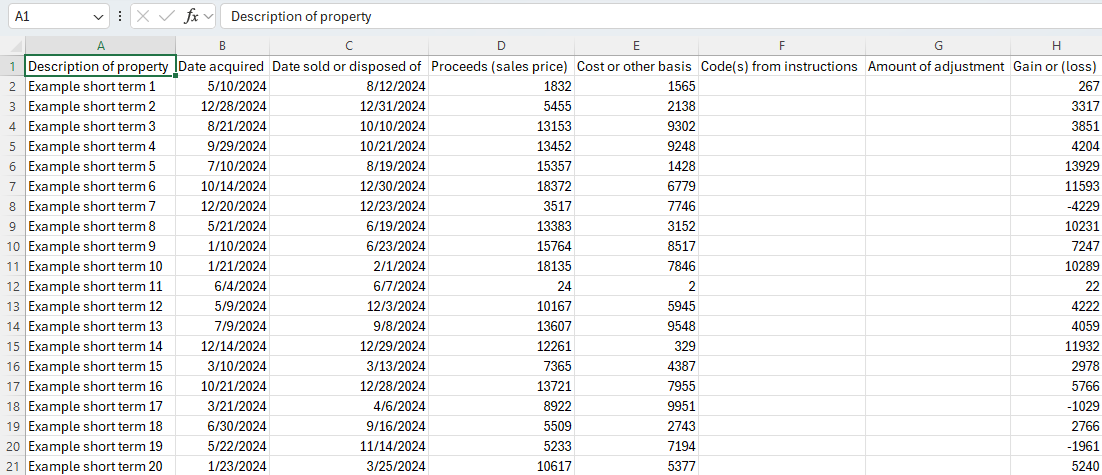 A1 fx Description of property
A B C D E F G H
1 Description of property Date acquired Date sold or disposed of Proceeds (sales price) Cost or other basis Code(s) from instructions Amount of adjustment Gain or (loss)
2 Example short term 1 5/10/2024 8/12/2024 1832 1565 267
3 Example short term 2 12/28/2024 12/31/2024 5455 2138 3317
4 Example short term 3 8/21/2024 10/10/2024 13153 9302 3851
5 Example short term 4 9/29/2024 10/21/2024 13452 9248 4204
6 Example short term 5 7/10/2024 8/19/2024 15357 1428 13929
7 Example short term 6 10/14/2024 12/30/2024 18372 6779 11593
8 Example short term 7 12/20/2024 12/23/2024 3517 7746 -4229
9 Example short term 8 5/21/2024 6/19/2024 13383 3152 10231
10 Example short term 9 1/10/2024 6/23/2024 15764 8517 7247
11 Example short term 10 1/21/2024 2/1/2024 18135 7846 10289
12 Example short term 11 6/4/2024 6/7/2024 24 2 22
13 Example short term 12 5/9/2024 12/3/2024 10167 5945 4222
14 Example short term 13 7/9/2024 9/8/2024 13607 9548 4059
15 Example short term 14 12/14/2024 12/29/2024 12261 329 11932
16 Example short term 15 3/10/2024 3/13/2024 7365 4387 2978
17 Example short term 16 10/21/2024 12/28/2024 13721 7955 5766
18 Example short term 17 3/21/2024 4/6/2024 8922 9951 -1029
19 Example short term 18 6/30/2024 9/16/2024 5509 2743 2766
20 Example short term 19 5/22/2024 11/14/2024 5233 7194 -1961
21 Example short term 20 1/23/2024 3/25/2024 10617 5377 5240